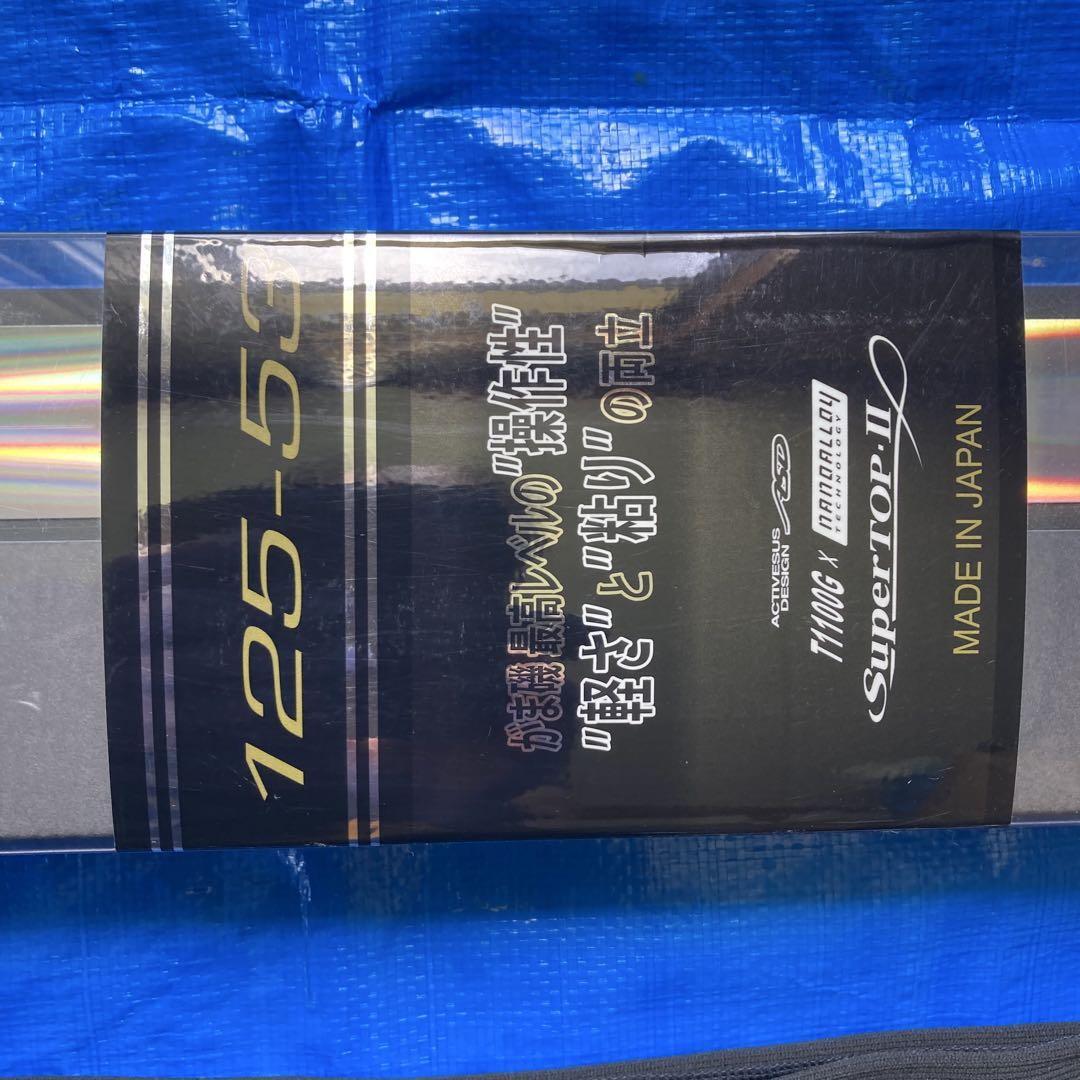 125-53
がま磯 最高レベルの"操作性"
"軽さ"と"粘り"の両立
ACTIVESUS
DESIGN
ASD
T1100G X NANOALLOY
TECHNOLOGY
SuperTOP·II
MADE IN JAPAN